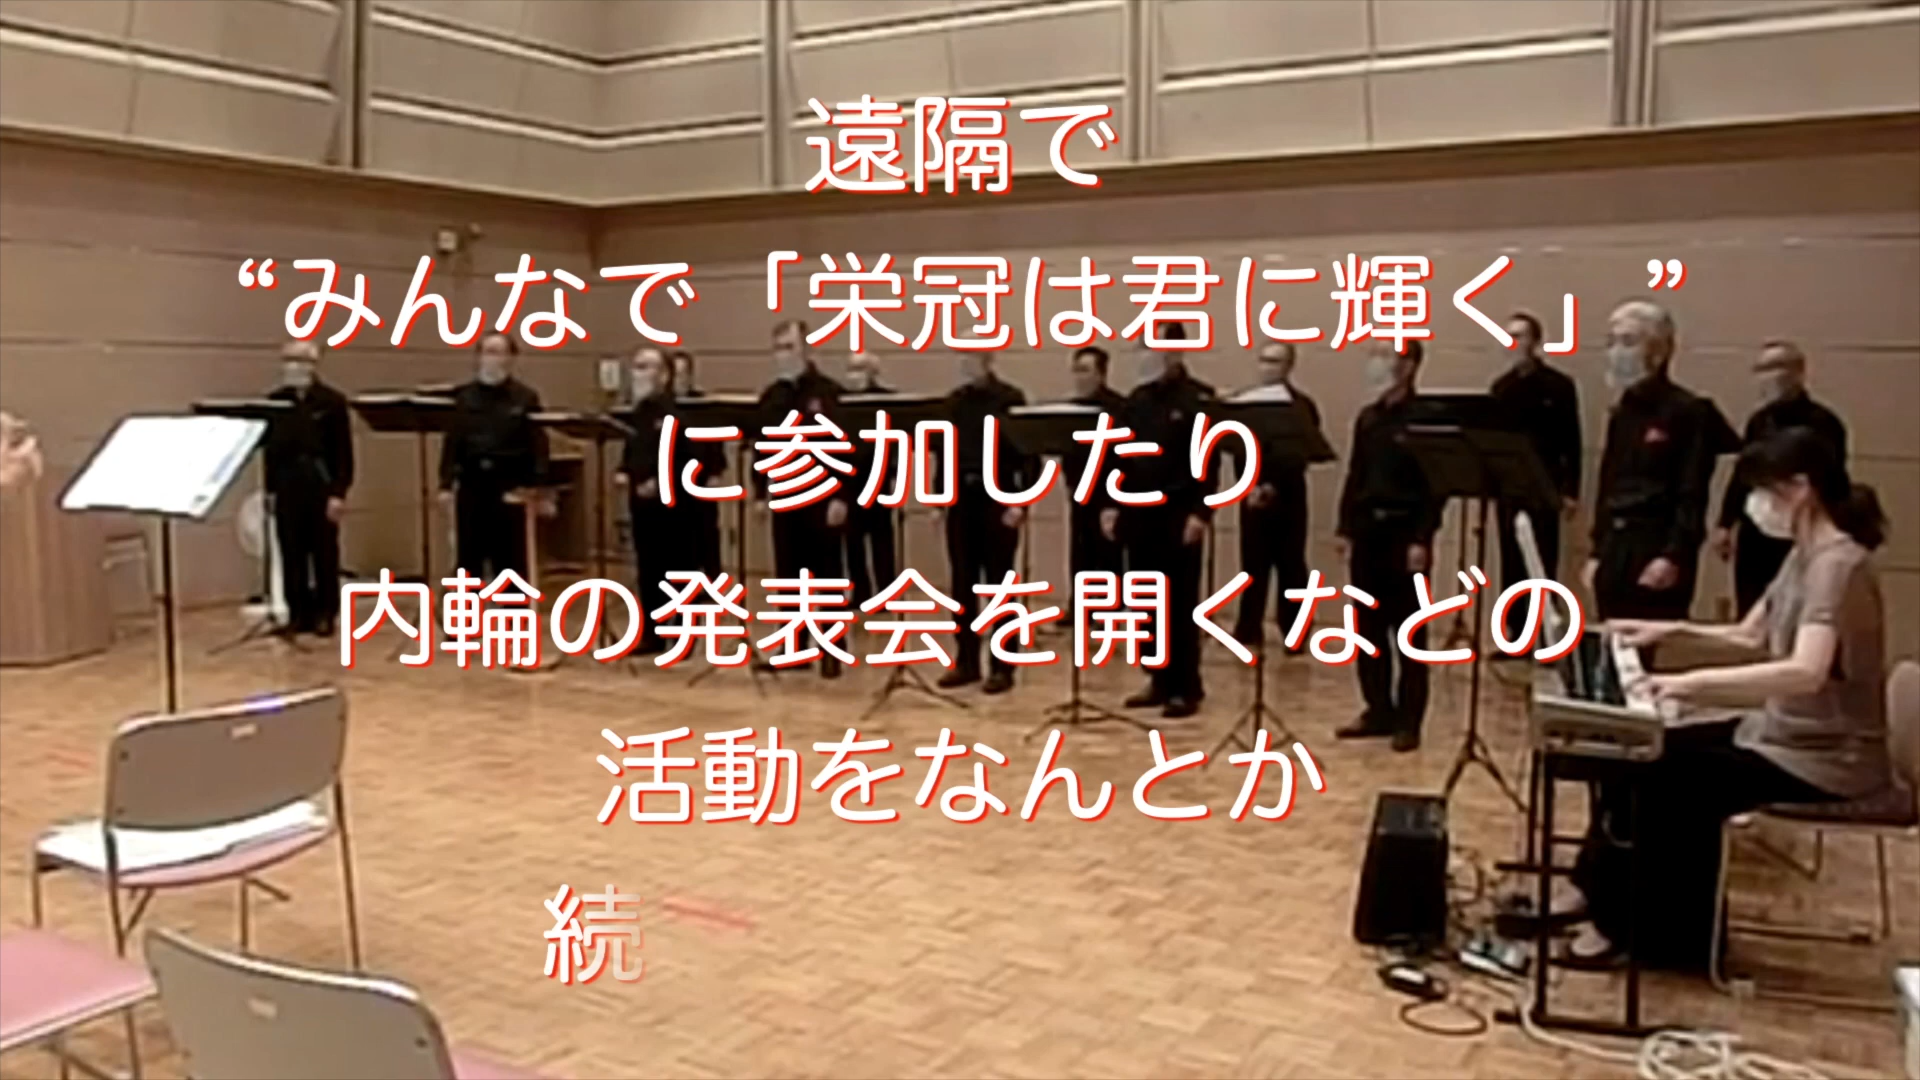 遠隔で
“みんなで「栄冠は君に輝く」”
に参加したり
内輪の発表会を開くなどの
活動をなんとか
続